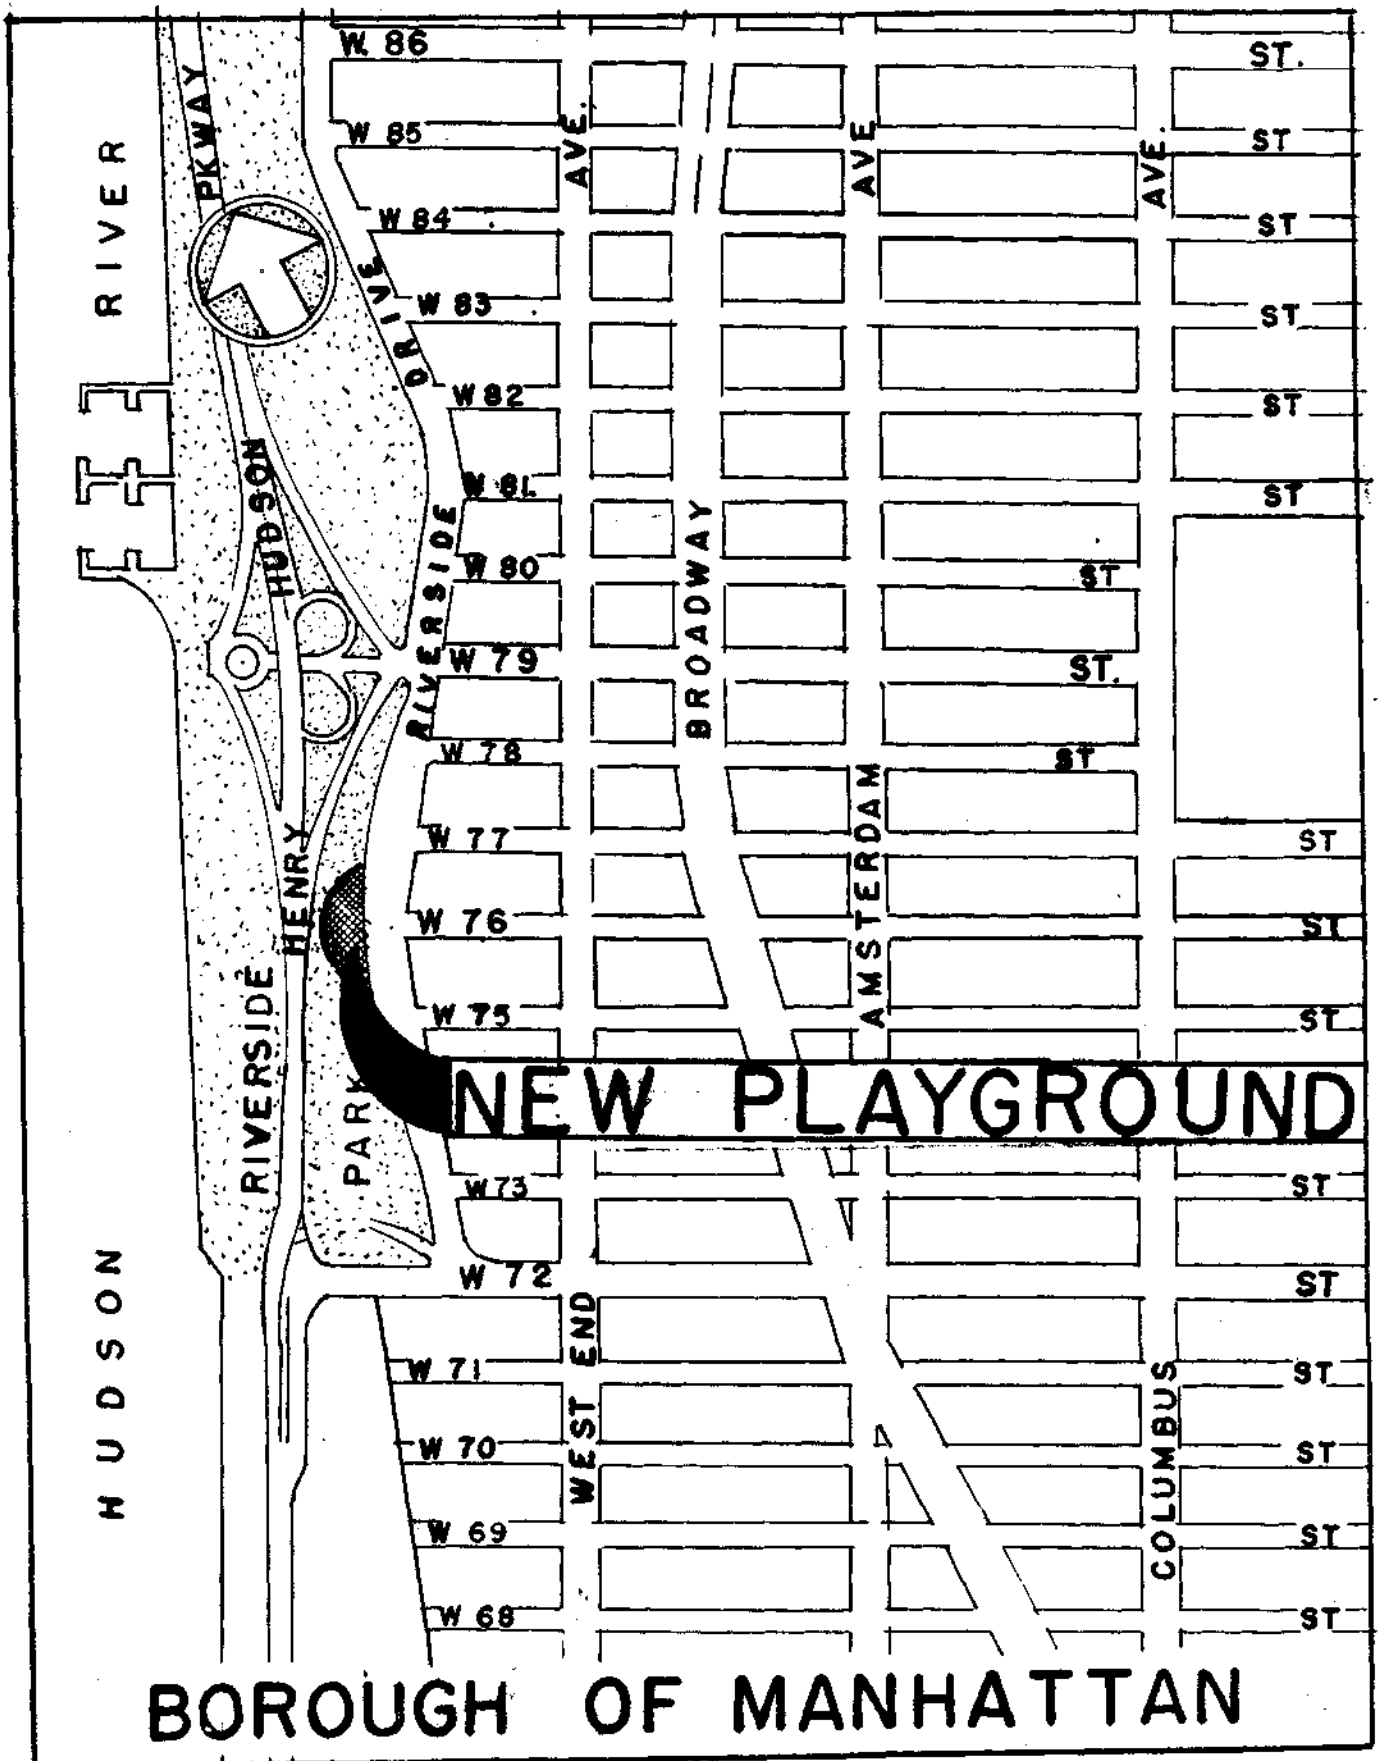 W. 86 ST.
PKWAY
RIVER
W 85 ST
AVE.
AVE
AVE.
W 84 ST
W 83 ST
DRIVE
W 82 ST
W 81. ST
HUDSON
RIVERSIDE
BROADWAY
W 80 ST
W 79 ST.
W 78 ST
AMSTERDAM
W 77 ST
HENRY
W 76 ST
W 75 ST
RIVERSIDE
PARK
NEW PLAYGROUND
W 73 ST
W 72 ST
HUDSON
WEST END
W 71 ST
COLUMBUS
W 70 ST
W 69 ST
W 68 ST
BOROUGH OF MANHATTAN